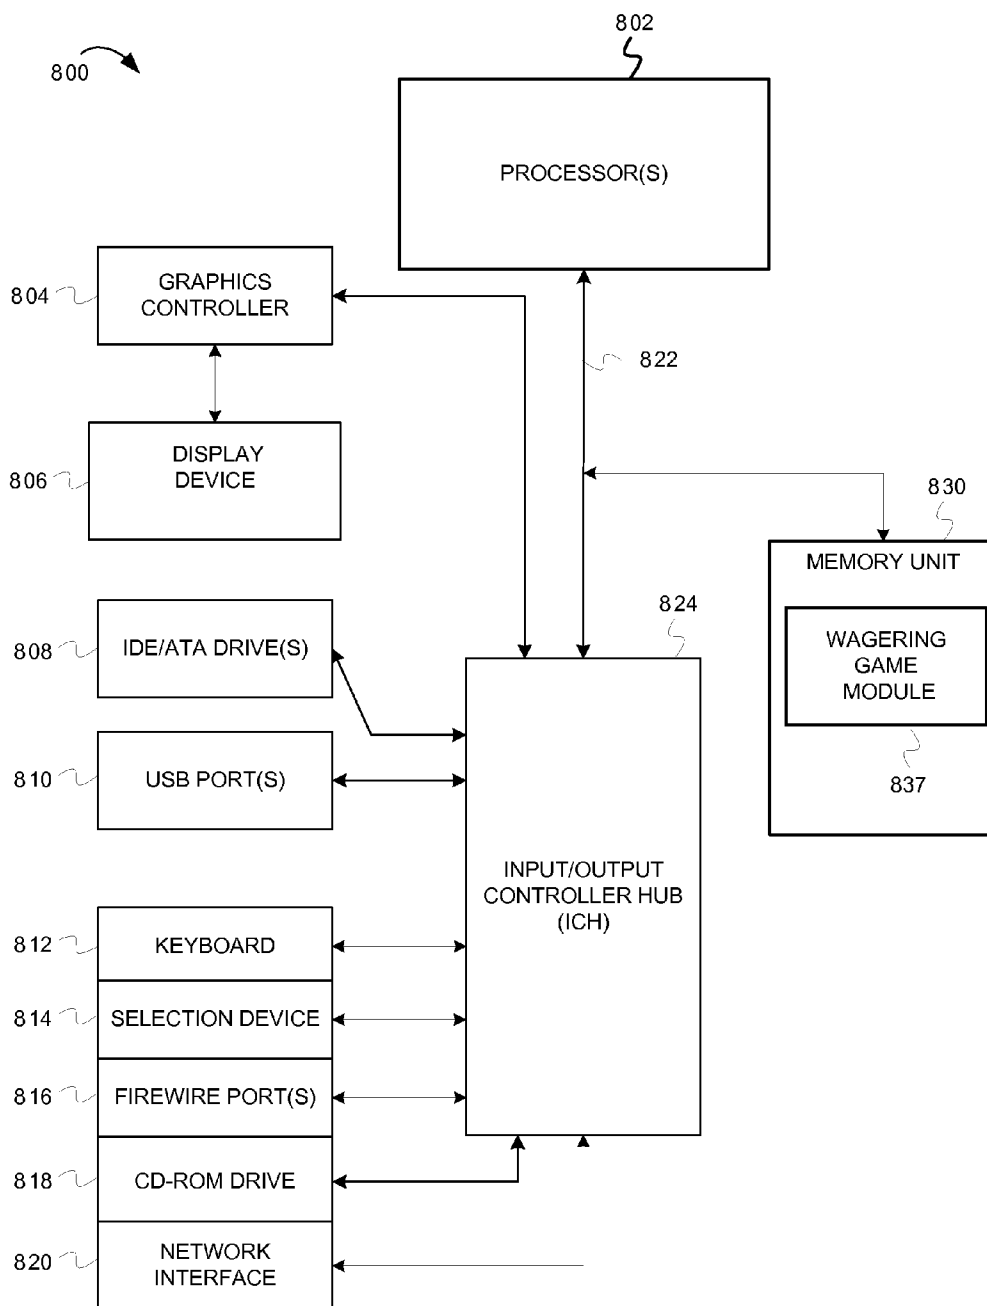 802
800
PROCESSOR(S)
804
GRAPHICS
CONTROLLER
822
806
DISPLAY
DEVICE
830
MEMORY UNIT
824
808
IDE/ATA DRIVE(S)
WAGERING
GAME
MODULE
810
USB PORT(S)
837
INPUT/OUTPUT
CONTROLLER HUB
(ICH)
812
KEYBOARD
814
SELECTION DEVICE
816
FIREWIRE PORT(S)
818
CD-ROM DRIVE
820
NETWORK
INTERFACE